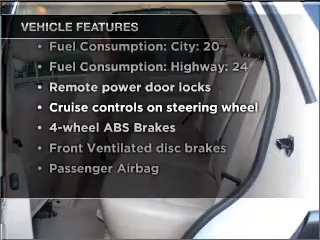 VEHICLE FEATURES
• Fuel Consumption: City: 20
• Fuel Consumption: Highway: 24
• Remote power door locks
• Cruise controls on steering wheel
• 4-wheel ABS Brakes
• Front Ventilated disc brakes
• Passenger Airbag